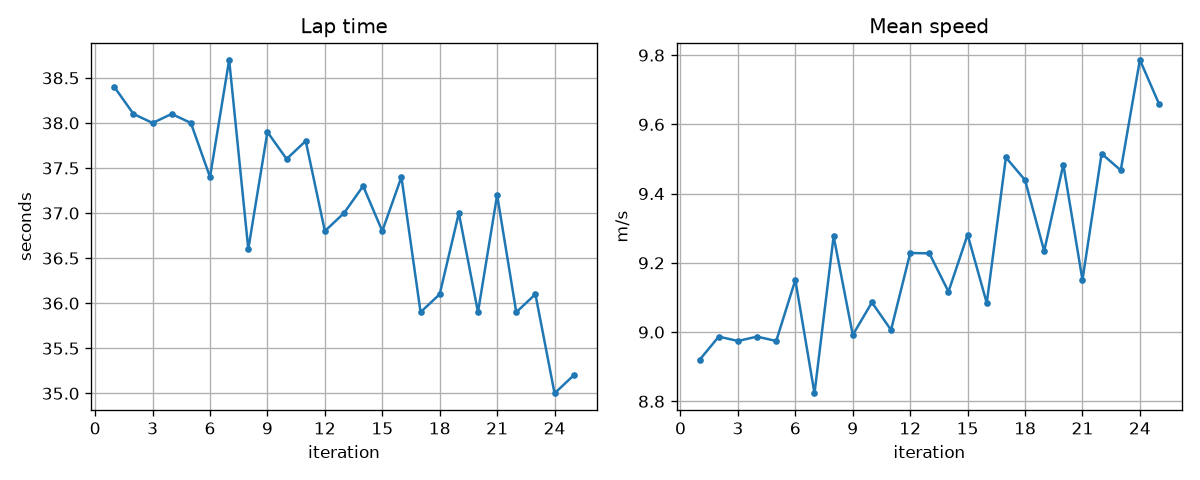 Lap time
38.5
38.0
37.5
37.0
36.5
36.0
35.5
35.0
seconds
0 3 6 9 12 15 18 21 24
iteration
Mean speed
9.8
9.6
9.4
9.2
9.0
8.8
m/s
0 3 6 9 12 15 18 21 24
iteration